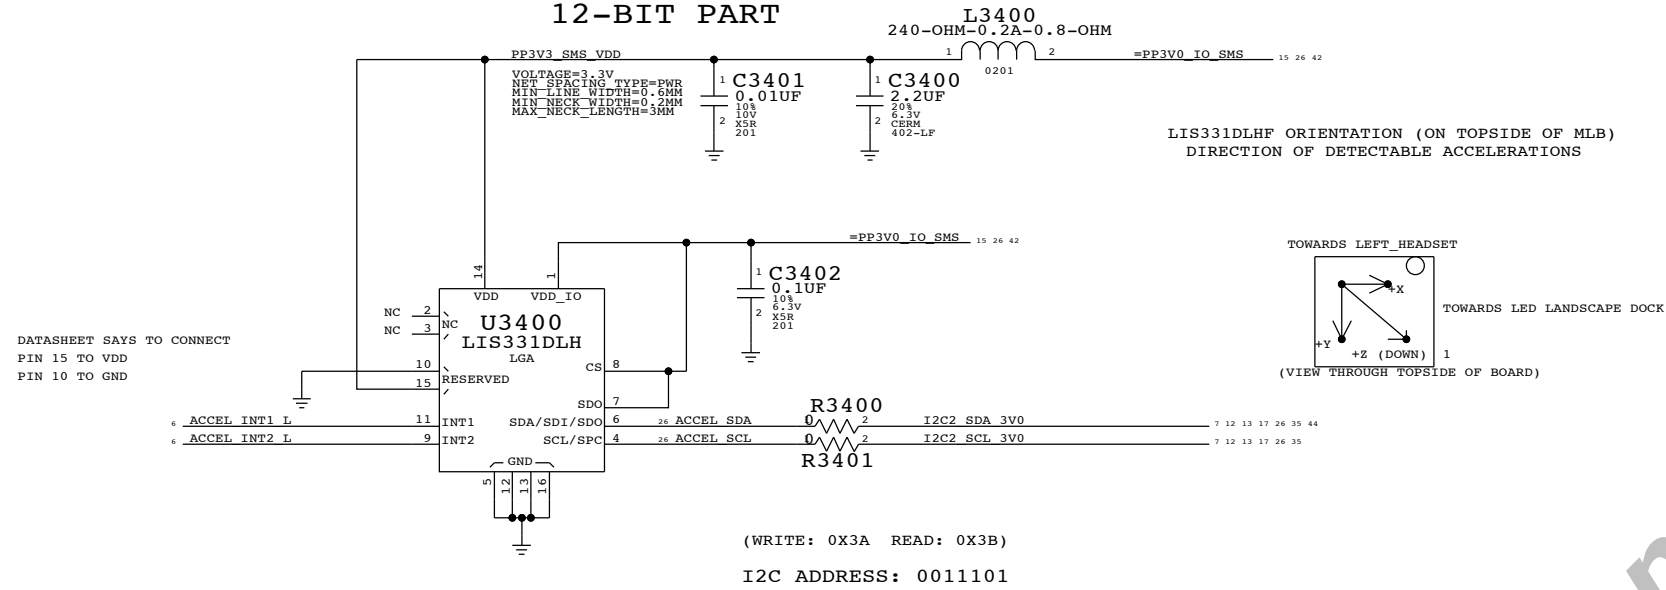 12-BIT PART
L3400
240-OHM-0.2A-0.8-OHM
1 2
0201
PP3V3_SMS_VDD
=PP3V0_IO_SMS 15 26 42
VOLTAGE=3.3V
NET_SPACING_TYPE=PWR
MIN_LINE_WIDTH=0.6MM
MIN_NECK_WIDTH=0.2MM
MAX_NECK_LENGTH=3MM
1 C3401
0.01UF
10%
10V
2 X5R
201
1 C3400
2.2UF
20%
6.3V
2 CERM
402-LF
LIS331DLHF ORIENTATION (ON TOPSIDE OF MLB)
DIRECTION OF DETECTABLE ACCELERATIONS
=PP3V0_IO_SMS 15 26 42
1 C3402
0.1UF
10%
6.3V
2 X5R
201
TOWARDS LEFT_HEADSET
+X
TOWARDS LED LANDSCAPE DOCK
+Y
+Z (DOWN) 1
(VIEW THROUGH TOPSIDE OF BOARD)
14 1
VDD VDD_IO
NC 2
NC 3
NC
U3400
LIS331DLH
LGA
DATASHEET SAYS TO CONNECT
PIN 15 TO VDD
PIN 10 TO GND
10
15
RESERVED
CS 8
SDO 7
6 ACCEL_INT1_L 11 INT1
6 ACCEL_INT2_L 9 INT2
SDA/SDI/SDO 6 26 ACCEL_SDA
SCL/SPC 4 26 ACCEL_SCL
R3400
0 2 I2C2_SDA_3V0 7 12 13 17 26 35 44
0 2 I2C2_SCL_3V0 7 12 13 17 26 35
R3401
GND
5 12 13 16
(WRITE: 0X3A READ: 0X3B)
I2C ADDRESS: 0011101